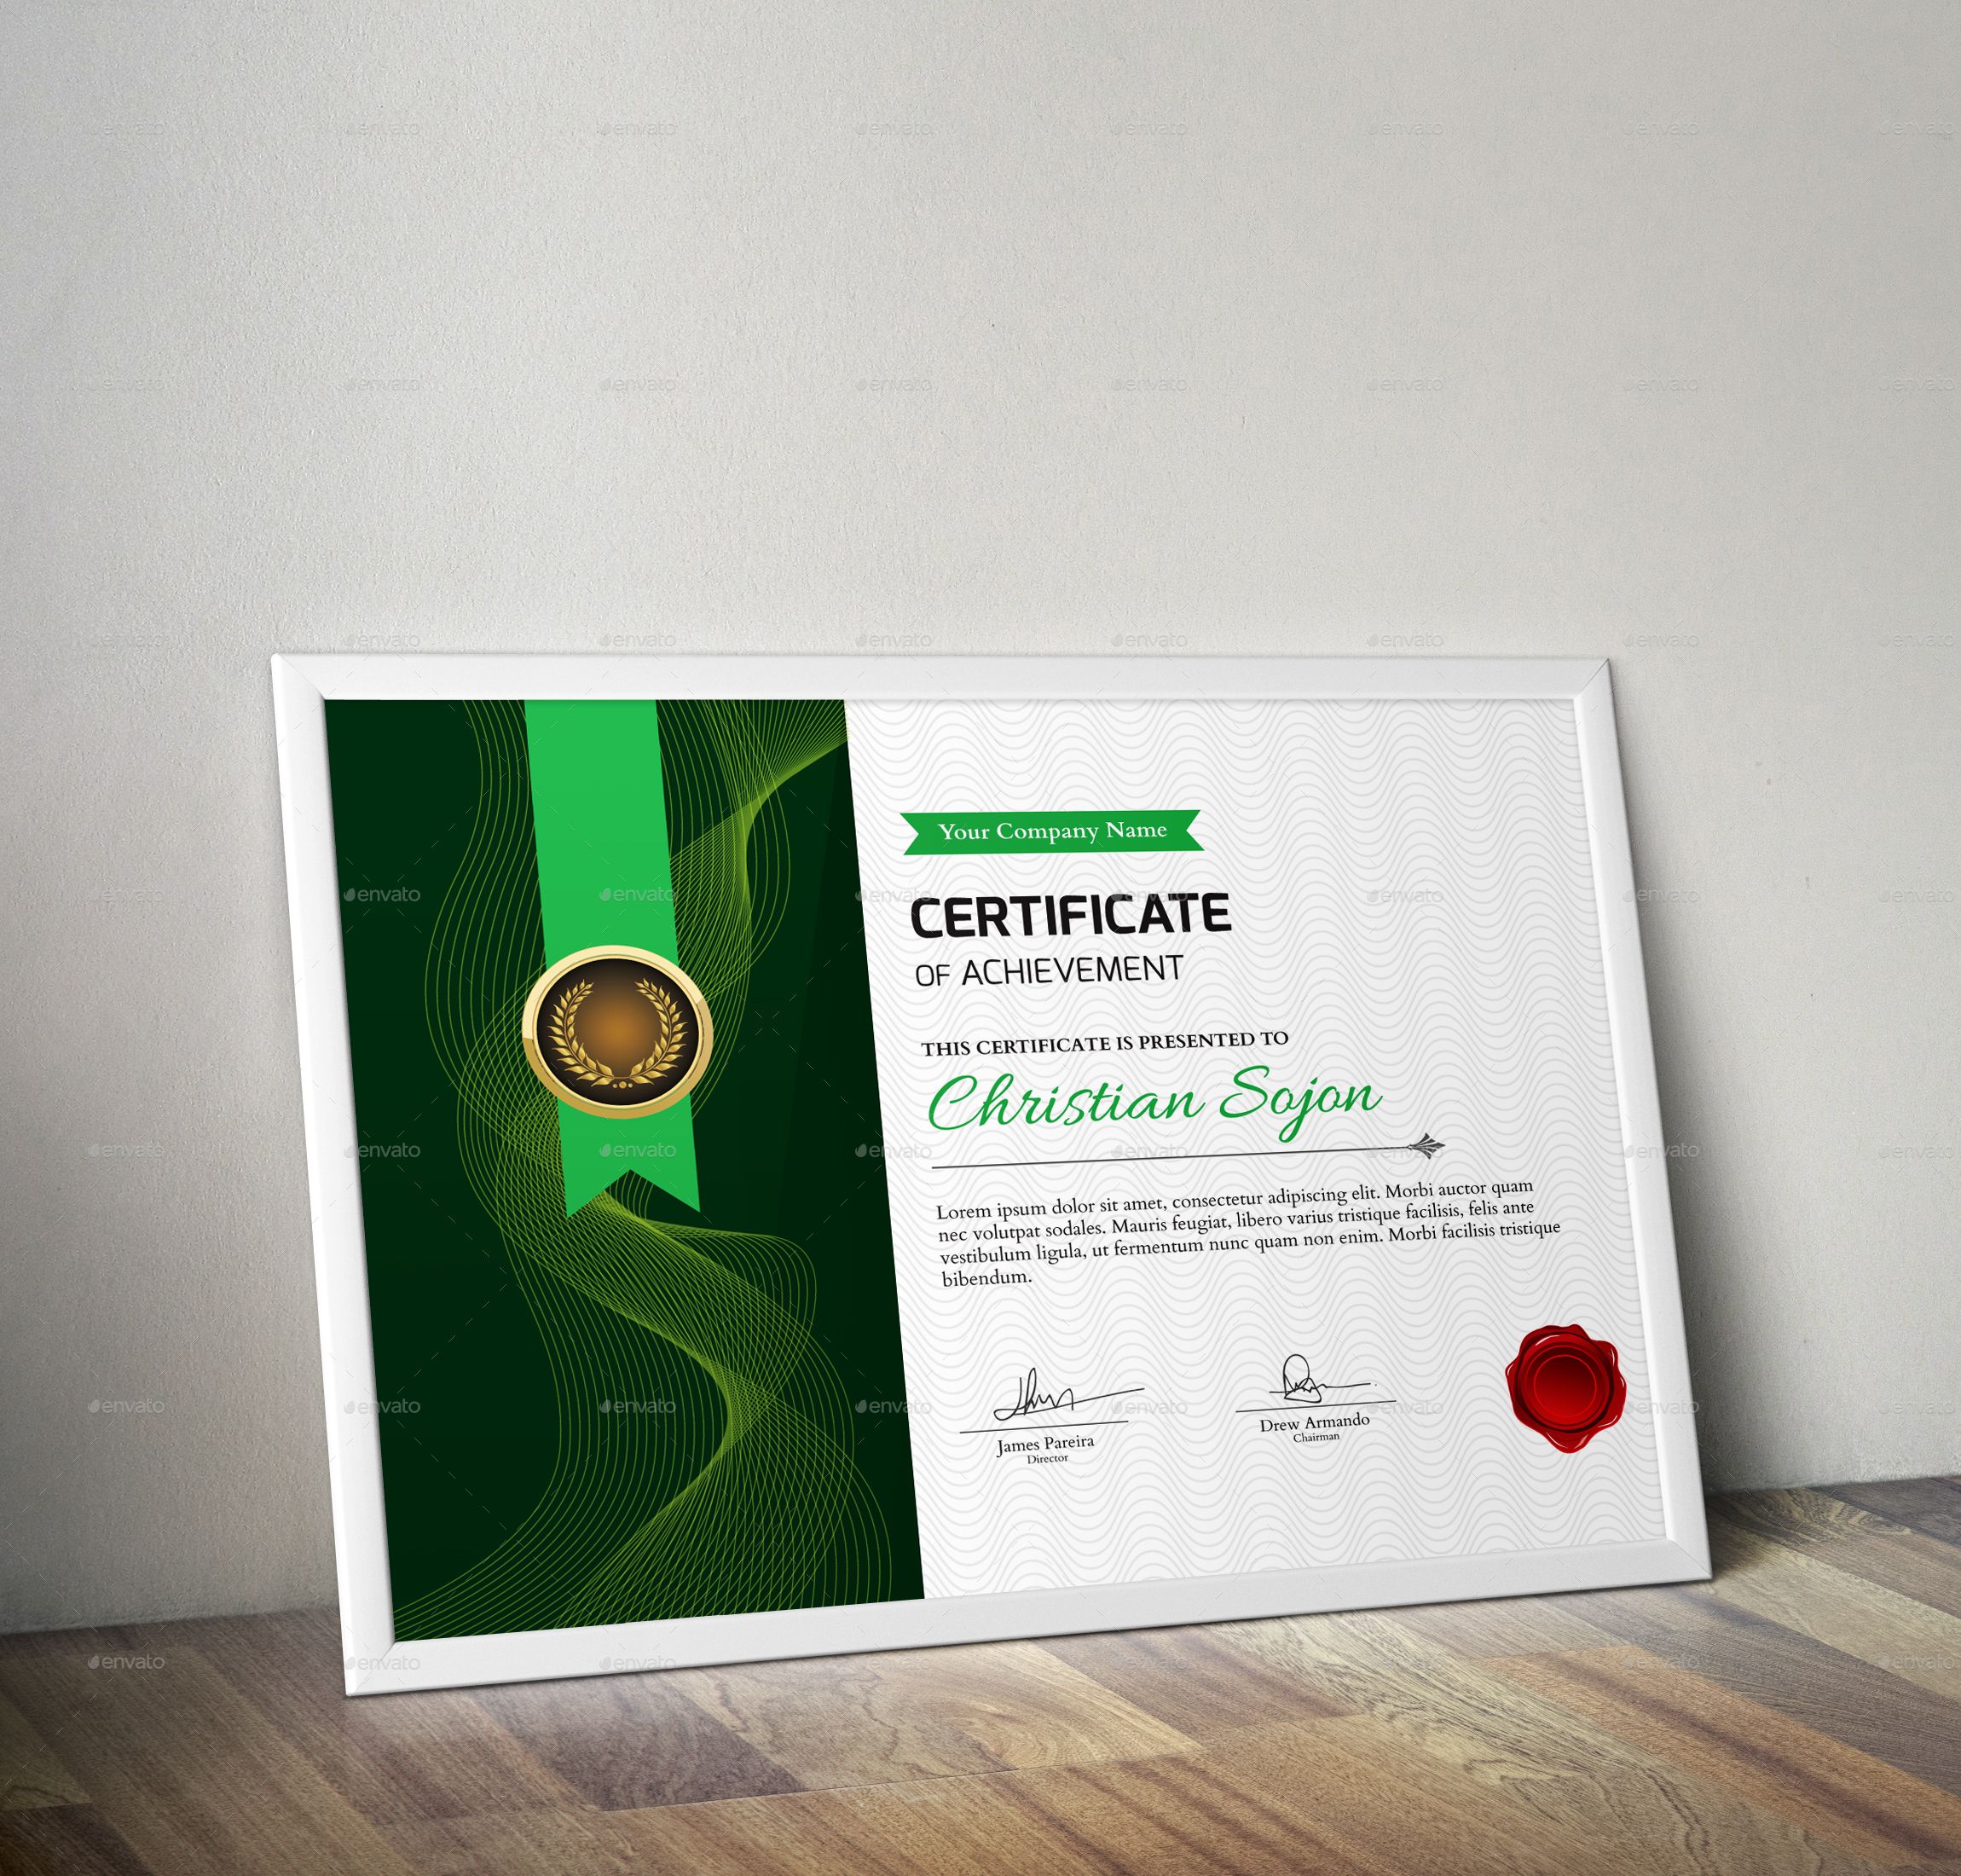 Your Company Name
CERTIFICATE
OF ACHIEVEMENT
THIS CERTIFICATE IS PRESENTED TO
Christian Sojon
Lorem ipsum dolor sit amet, consectetur adipiscing elit. Morbi auctor quam
nec volutpat sodales. Mauris feugiat, libero varius tristique facilisis, felis ante
vestibulum ligula, ut fermentum nunc quam non enim. Morbi facilisis tristique
bibendum.
James Pareira
Director
Drew Armando
Chairman
envato